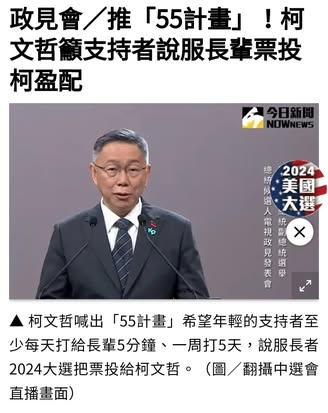 政見會／推「55計畫」！柯
文哲籲支持者說服長輩票投
柯盈配
今日新聞
NOWNEWS
2024
美國
大選
總統副總統選舉
總統候選人電視政見發表會
▲ 柯文哲喊出「55計畫」希望年輕的支持者至
少每天打給長輩5分鐘、一周打5天，說服長者
2024大選把票投給柯文哲。（圖／翻攝中選會
直播畫面）